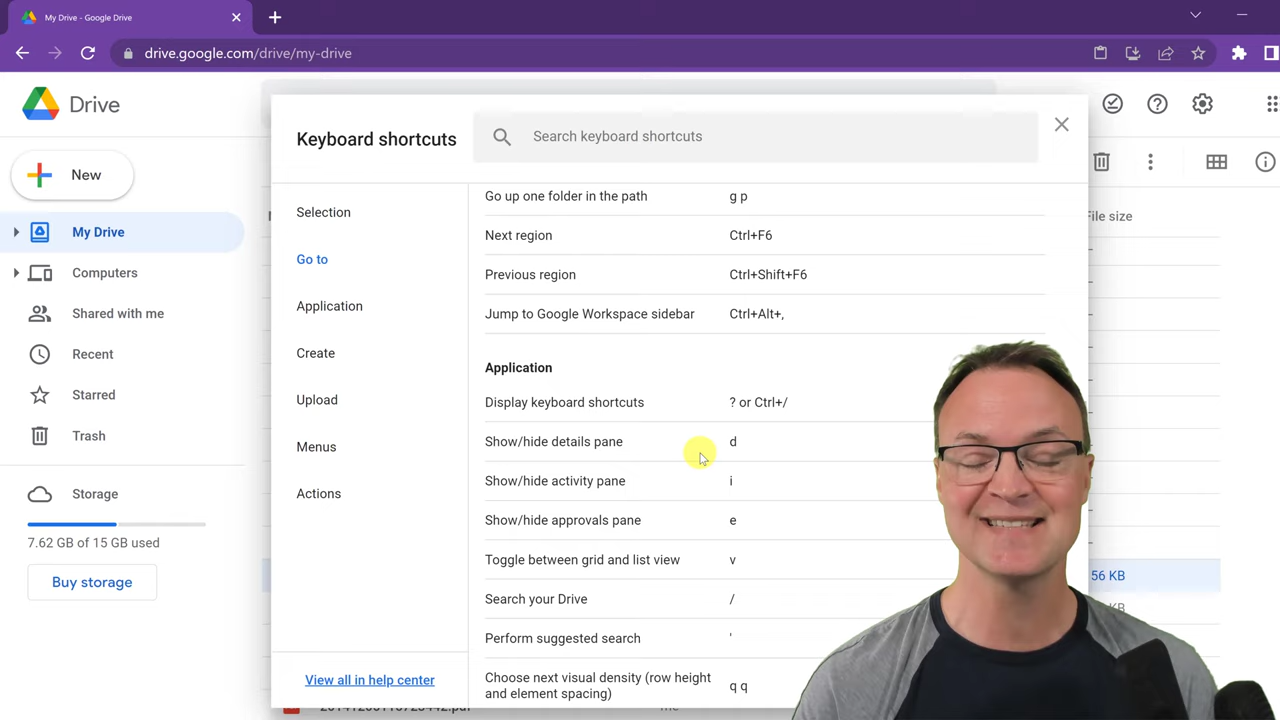 My Drive - Google Drive
drive.google.com/drive/my-drive
Drive
Keyboard shortcuts
Search keyboard shortcuts
New
My Drive
Computers
Shared with me
Recent
Starred
Trash
Storage
7.62 GB of 15 GB used
Buy storage
Selection
Go to
Application
Create
Upload
Menus
Actions
View all in help center
Go up one folder in the path g p
Next region Ctrl+F6
Previous region Ctrl+Shift+F6
Jump to Google Workspace sidebar Ctrl+Alt+,
Application
Display keyboard shortcuts ? or Ctrl+/
Show/hide details pane d
Show/hide activity pane i
Show/hide approvals pane e
Toggle between grid and list view v
Search your Drive /
Perform suggested search '
Choose next visual density (row height
and element spacing) q q
File size
56 KB
KB